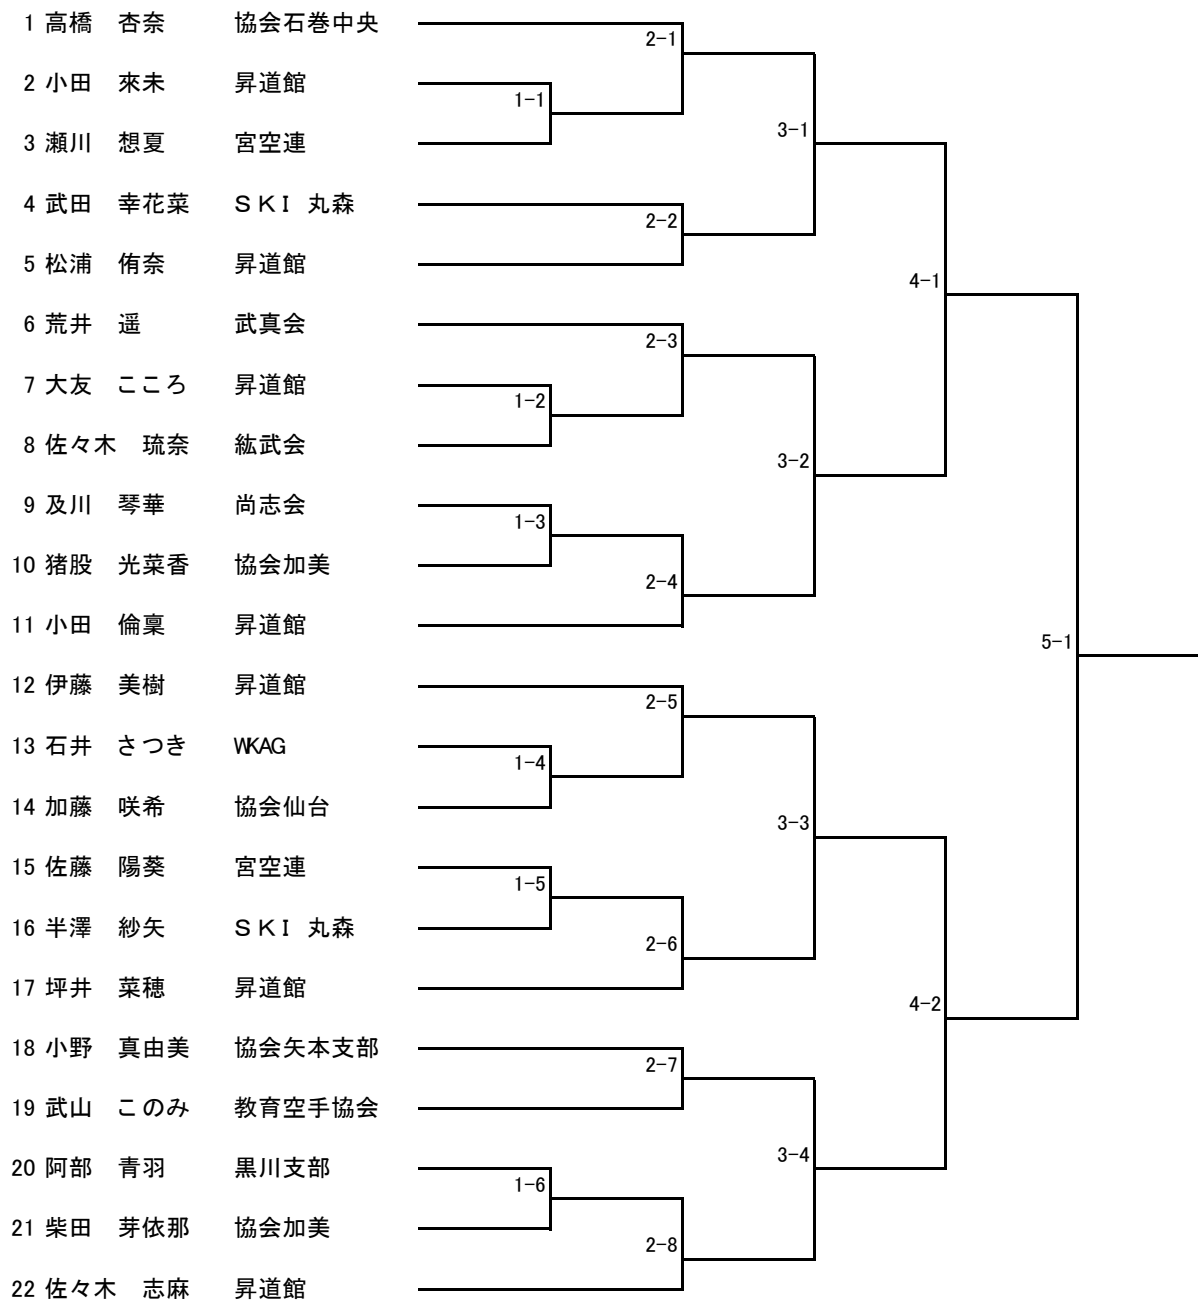 1 高橋　杏奈　協会石巻中央
2-1
2 小田　來未　昇道館
1-1
3 瀬川　想夏　宮空連
3-1
4 武田　幸花菜　ＳＫＩ 丸森
2-2
5 松浦　侑奈　昇道館
4-1
6 荒井　遥　武真会
2-3
7 大友　こころ　昇道館
1-2
8 佐々木　琉奈　紘武会
3-2
9 及川　琴華　尚志会
1-3
10 猪股　光菜香　協会加美
2-4
11 小田　倫稟　昇道館
5-1
12 伊藤　美樹　昇道館
2-5
13 石井　さつき　WKAG
1-4
14 加藤　咲希　協会仙台
3-3
15 佐藤　陽葵　宮空連
1-5
16 半澤　紗矢　ＳＫＩ 丸森
2-6
17 坪井　菜穂　昇道館
4-2
18 小野　真由美　協会矢本支部
2-7
19 武山　このみ　教育空手協会
3-4
20 阿部　青羽　黒川支部
1-6
21 柴田　芽依那　協会加美
2-8
22 佐々木　志麻　昇道館